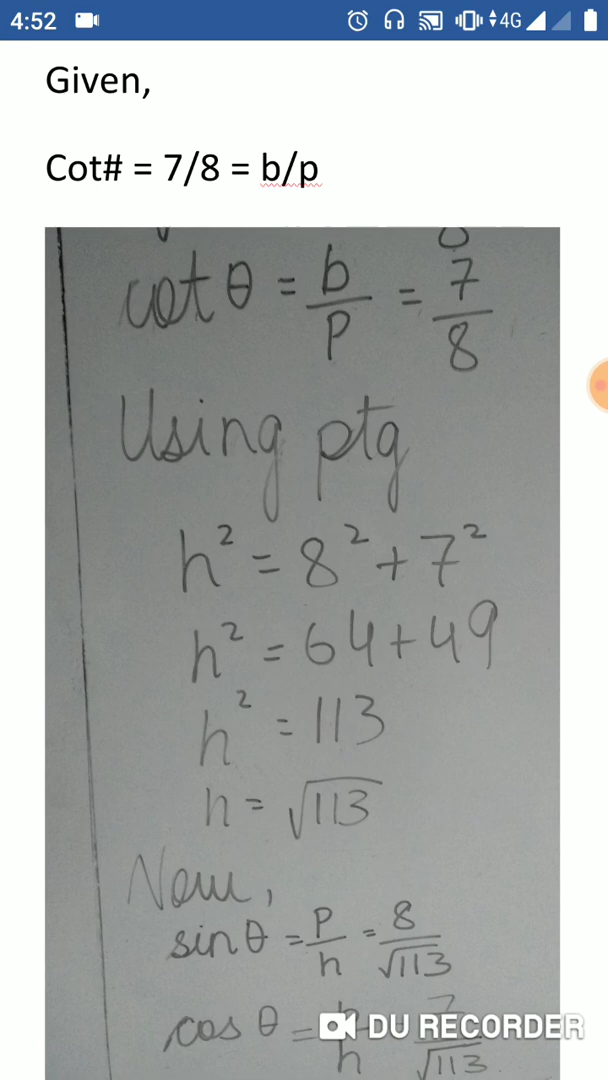 4:52 4G
Given,
Cot# = 7/8 = b/p
cot θ = b/p = 7/8
Using ptg
h² = 8² + 7²
h² = 64 + 49
h² = 113
h = √113
Now,
sin θ = p/h = 8/√113
cos θ = b/h 7/√113
DU RECORDER